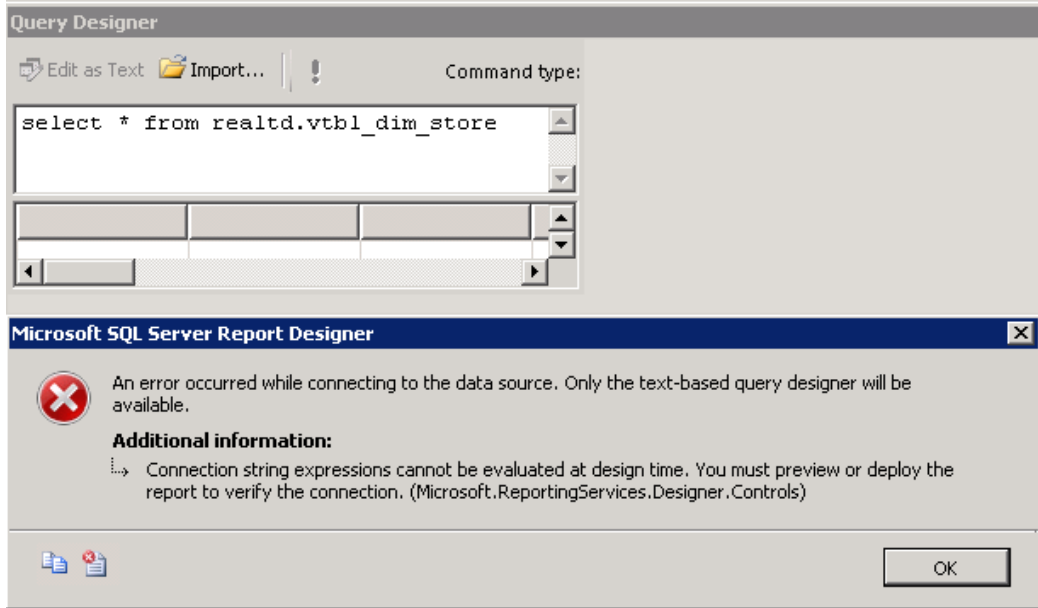 Query Designer
Edit as Text Import... ! Command type:
select * from realtd.vtbl_dim_store
Microsoft SQL Server Report Designer
An error occurred while connecting to the data source. Only the text-based query designer will be
available.
Additional information:
Connection string expressions cannot be evaluated at design time. You must preview or deploy the
report to verify the connection. (Microsoft.ReportingServices.Designer.Controls)
OK